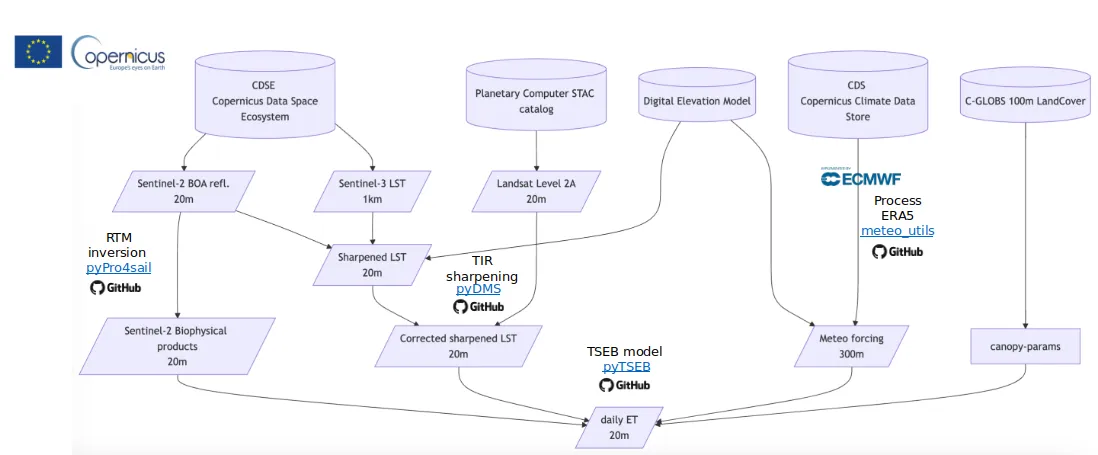 opernicus
Europe's eyes on Earth
CDSE
Copernicus Data Space
Ecosystem
Planetary Computer STAC
catalog
Digital Elevation Model
CDS
Copernicus Climate Data
Store
C-GLOBS 100m LandCover
IMPLEMENTED BY
ECMWF
Sentinel-2 BOA refl.
20m
Sentinel-3 LST
1km
Landsat Level 2A
20m
Process
ERA5
meteo_utils
GitHub
RTM
inversion
pyPro4sail
GitHub
Sharpened LST
20m
TIR
sharpening
pyDMS
GitHub
Sentinel-2 Biophysical
products
20m
Corrected sharpened LST
20m
Meteo forcing
300m
canopy-params
TSEB model
pyTSEB
GitHub
daily ET
20m